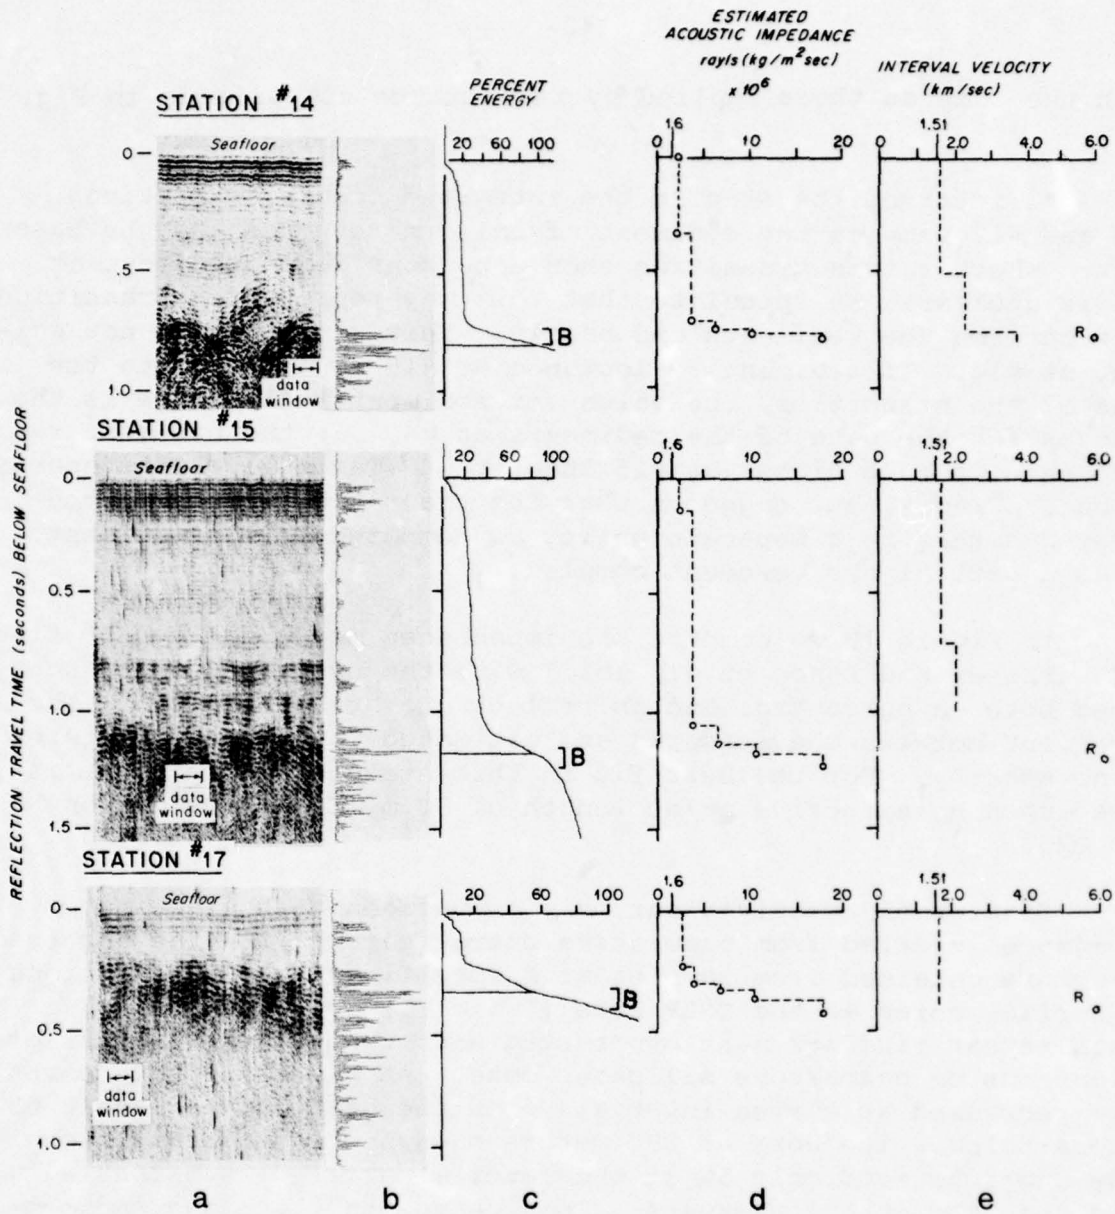 ESTIMATED
ACOUSTIC IMPEDANCE
rayls (kg/m² sec)
x 10⁶
PERCENT
ENERGY
INTERVAL VELOCITY
(km/sec)
STATION #14
Seafloor
0
.5
1.0
data
window
20 60 100
B
1.6
0 10 20
1.51
0 2.0 6.0
R
STATION #15
Seafloor
0
0.5
1.0
1.5
data
window
20 60 100
B
1.6
0 10 20
1.51
0 2.0 4.0 6.0
R
STATION #17
Seafloor
0
0.5
1.0
data
window
20 60 100
B
1.6
0 10 20
1.51
0 2.0 4.0 6.0
R
REFLECTION TRAVEL TIME (seconds) BELOW SEAFLOOR
a b c d e